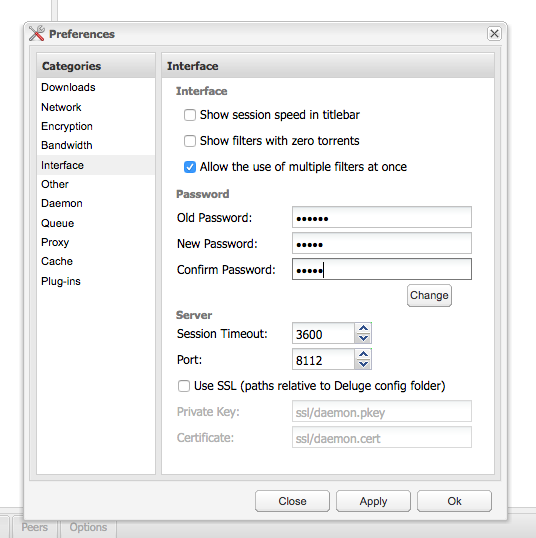 Preferences
Categories
Downloads
Network
Encryption
Bandwidth
Interface
Other
Daemon
Queue
Proxy
Cache
Plug-ins
Interface
Interface
Show session speed in titlebar
Show filters with zero torrents
Allow the use of multiple filters at once
Password
Old Password: ••••••
New Password: •••••
Confirm Password: •••••
Change
Server
Session Timeout: 3600
Port: 8112
Use SSL (paths relative to Deluge config folder)
Private Key: ssl/daemon.pkey
Certificate: ssl/daemon.cert
Close Apply Ok
Peers Options